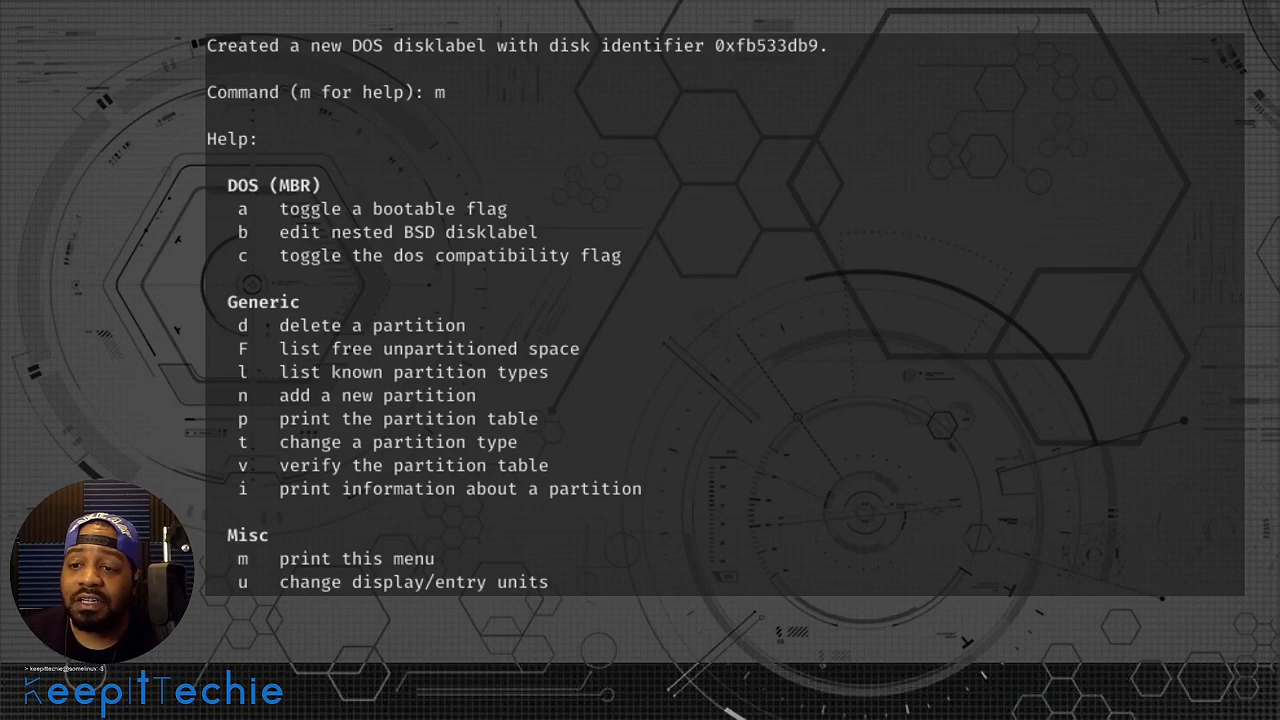 Created a new DOS disklabel with disk identifier 0xfb533db9.
Command (m for help): m
Help:
DOS (MBR)
a toggle a bootable flag
b edit nested BSD disklabel
c toggle the dos compatibility flag
Generic
d delete a partition
F list free unpartitioned space
l list known partition types
n add a new partition
p print the partition table
t change a partition type
v verify the partition table
i print information about a partition
Misc
m print this menu
u change display/entry units
> keepittechie@somelinux:~$
KeepItTechie